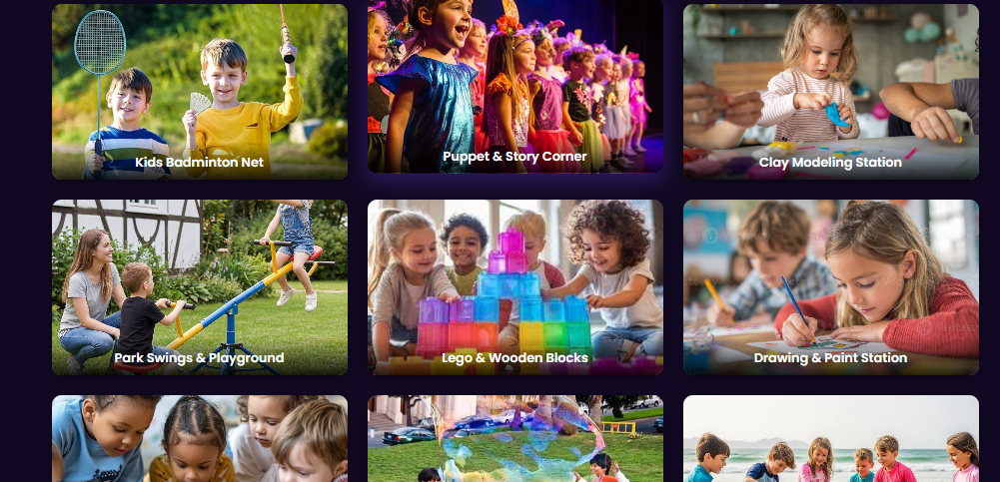 Kids Badminton Net
Puppet & Story Corner
Clay Modeling Station
Park Swings & Playground
Lego & Wooden Blocks
Drawing & Paint Station